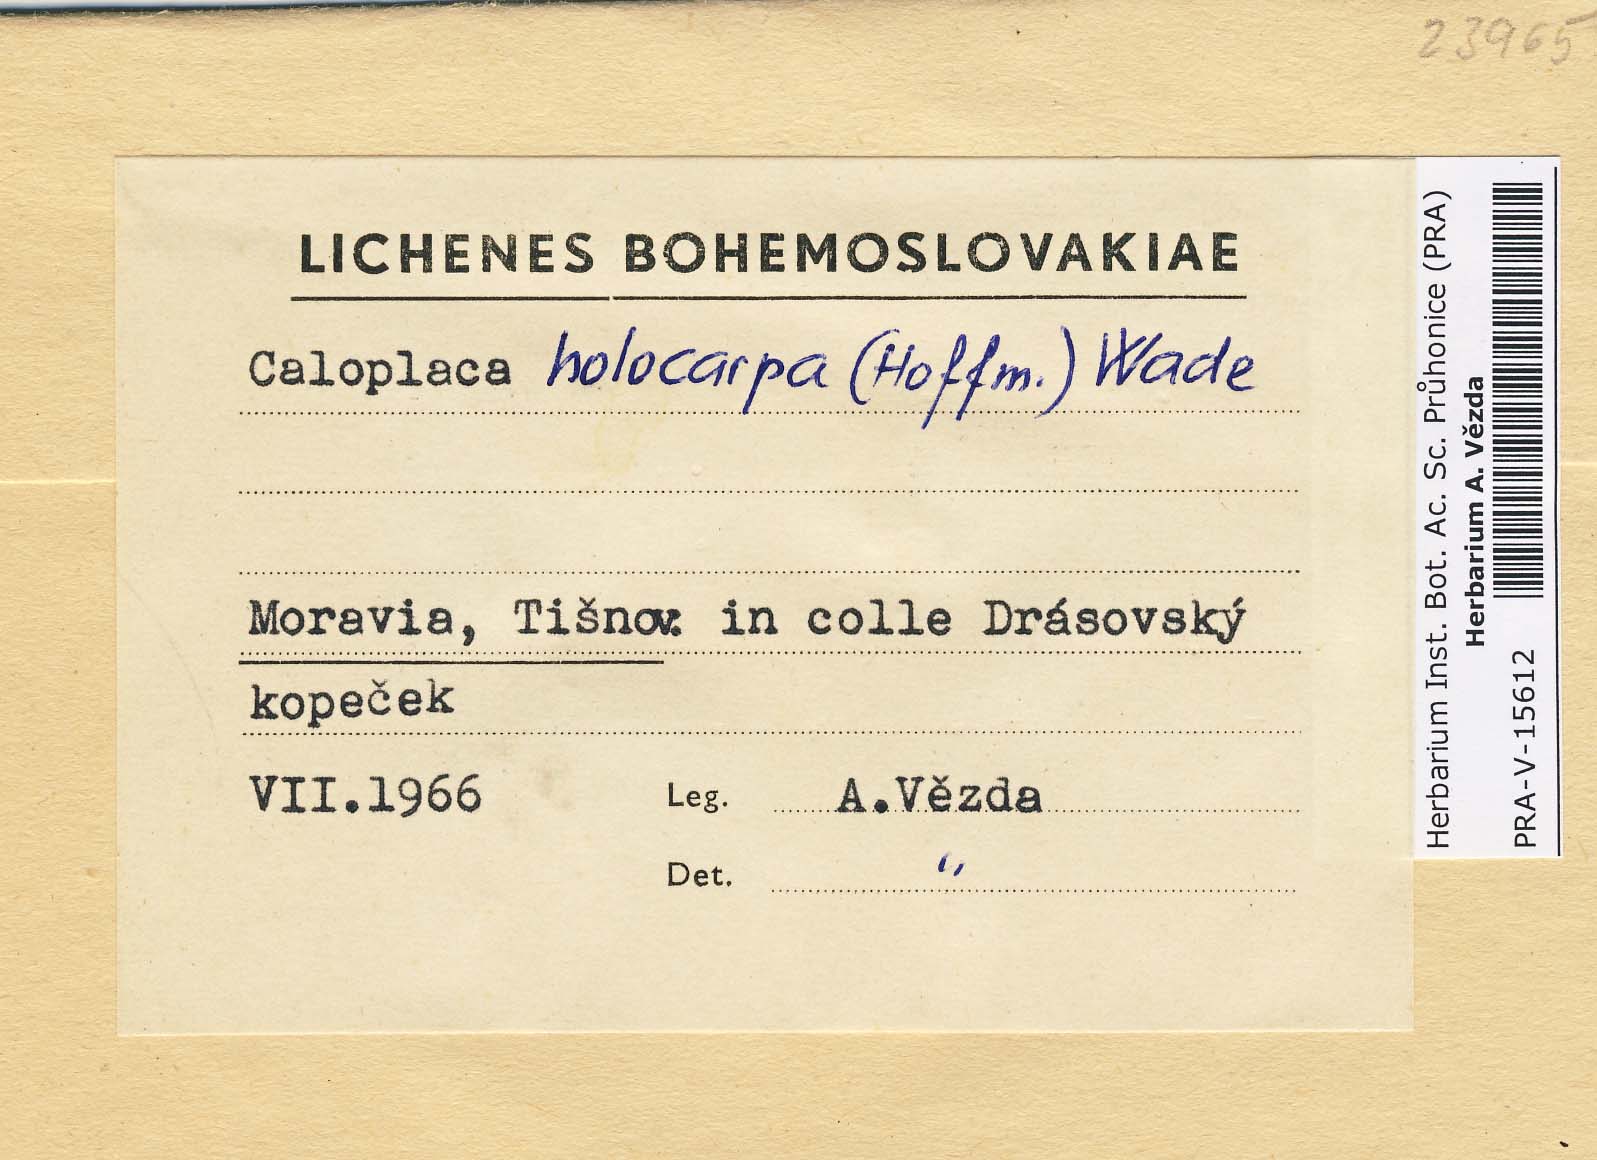 23965
LICHENES BOHEMOSLOVAKIAE
Caloplaca holocarpa (Hoffm.) Wade
Moravia, Tišnov: in colle Drásovský
kopeček
VII.1966 Leg. A.Vězda
Det. "
Herbarium Inst. Bot. Ac. Sc. Průhonice (PRA)
Herbarium A. Vězda
PRA-V-15612